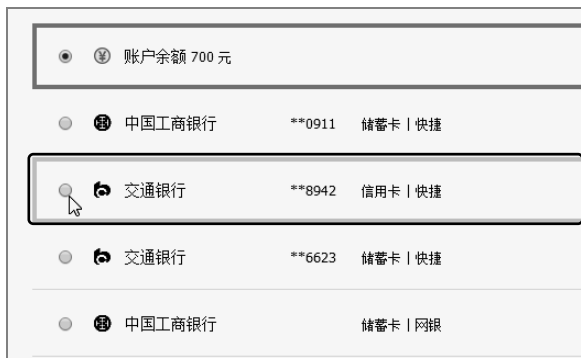 账户余额 700 元
中国工商银行 **0911 储蓄卡 | 快捷
交通银行 **8942 信用卡 | 快捷
交通银行 **6623 储蓄卡 | 快捷
中国工商银行 储蓄卡 | 网银